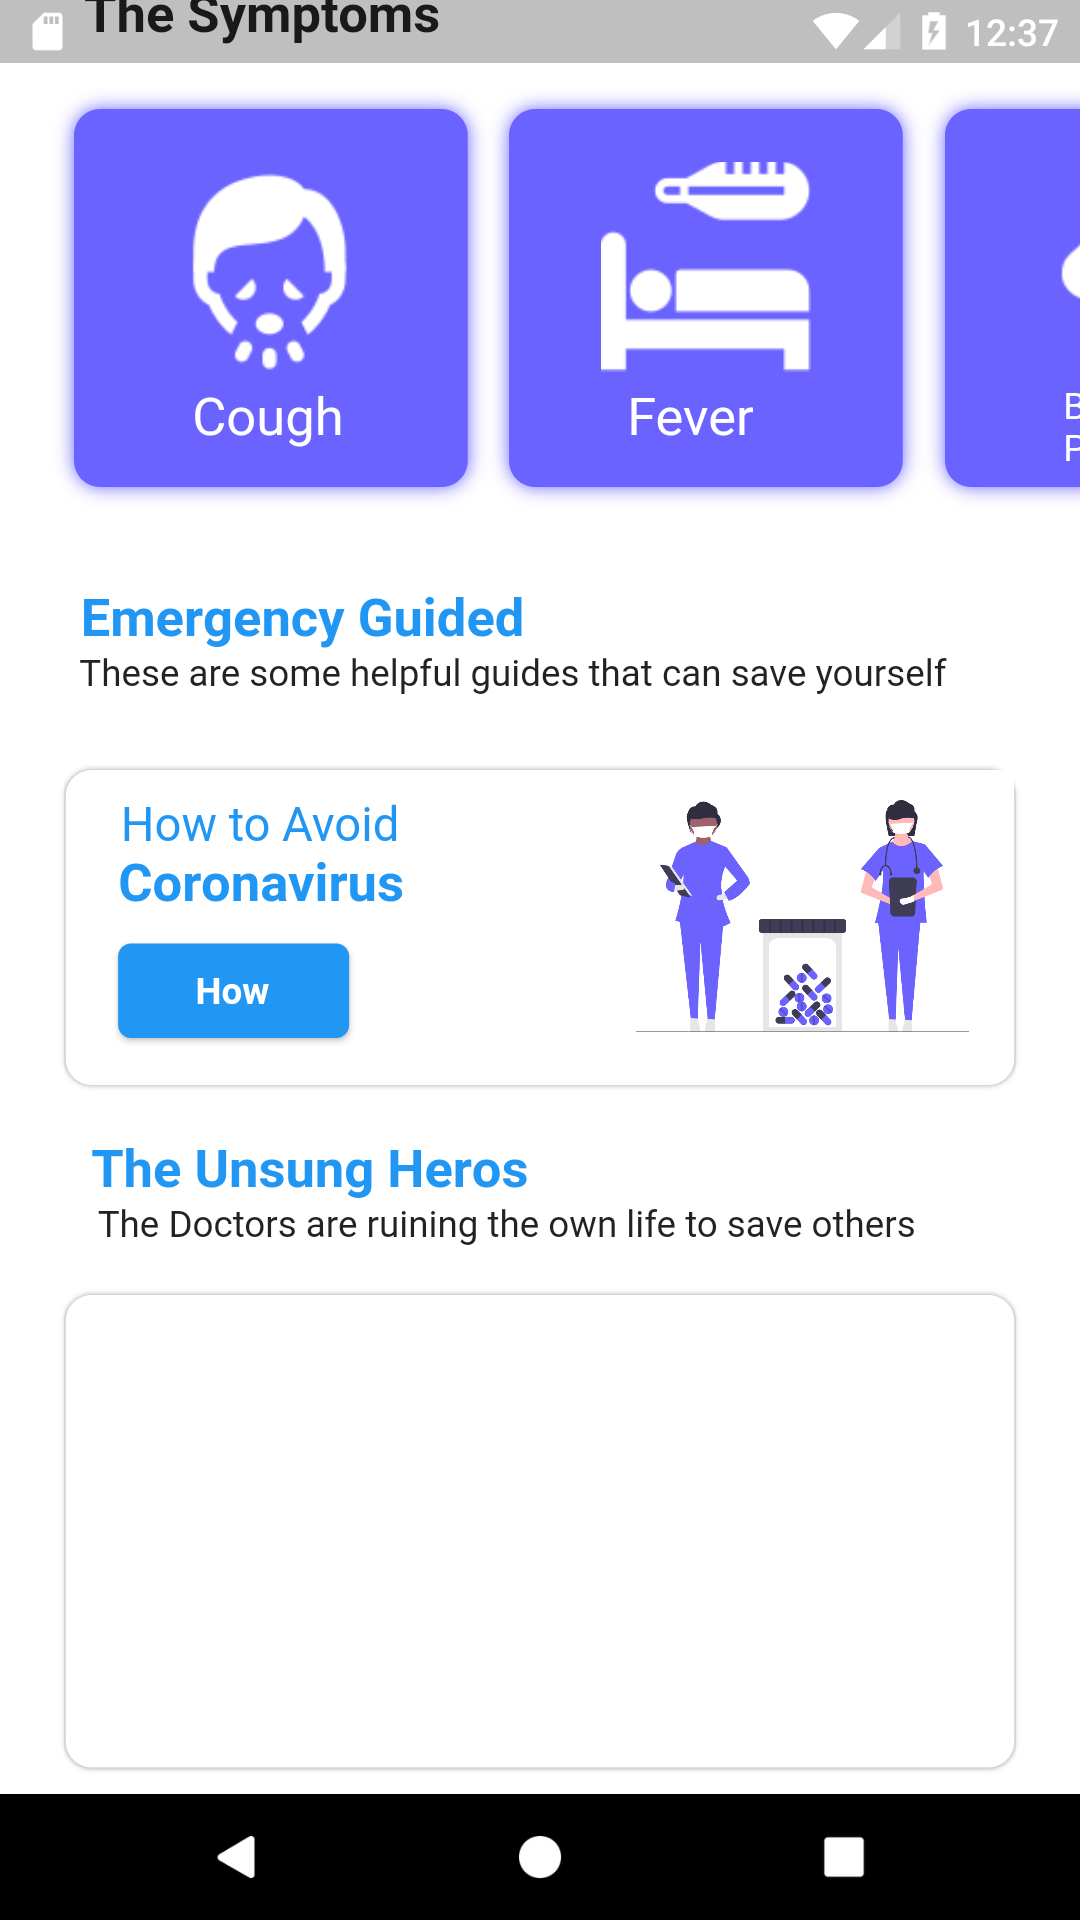 The Symptoms
12:37
Cough
Fever
Emergency Guided
These are some helpful guides that can save yourself
How to Avoid
Coronavirus
How
The Unsung Heros
The Doctors are ruining the own life to save others